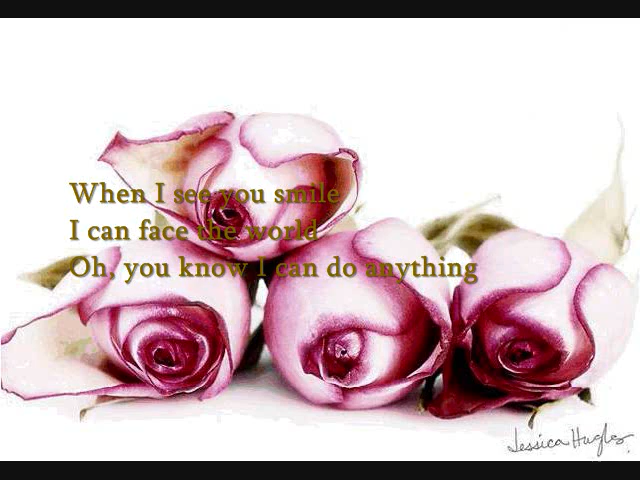 When I see you smile
I can face the world
Oh, you know I can do anything
Jessica Hughes